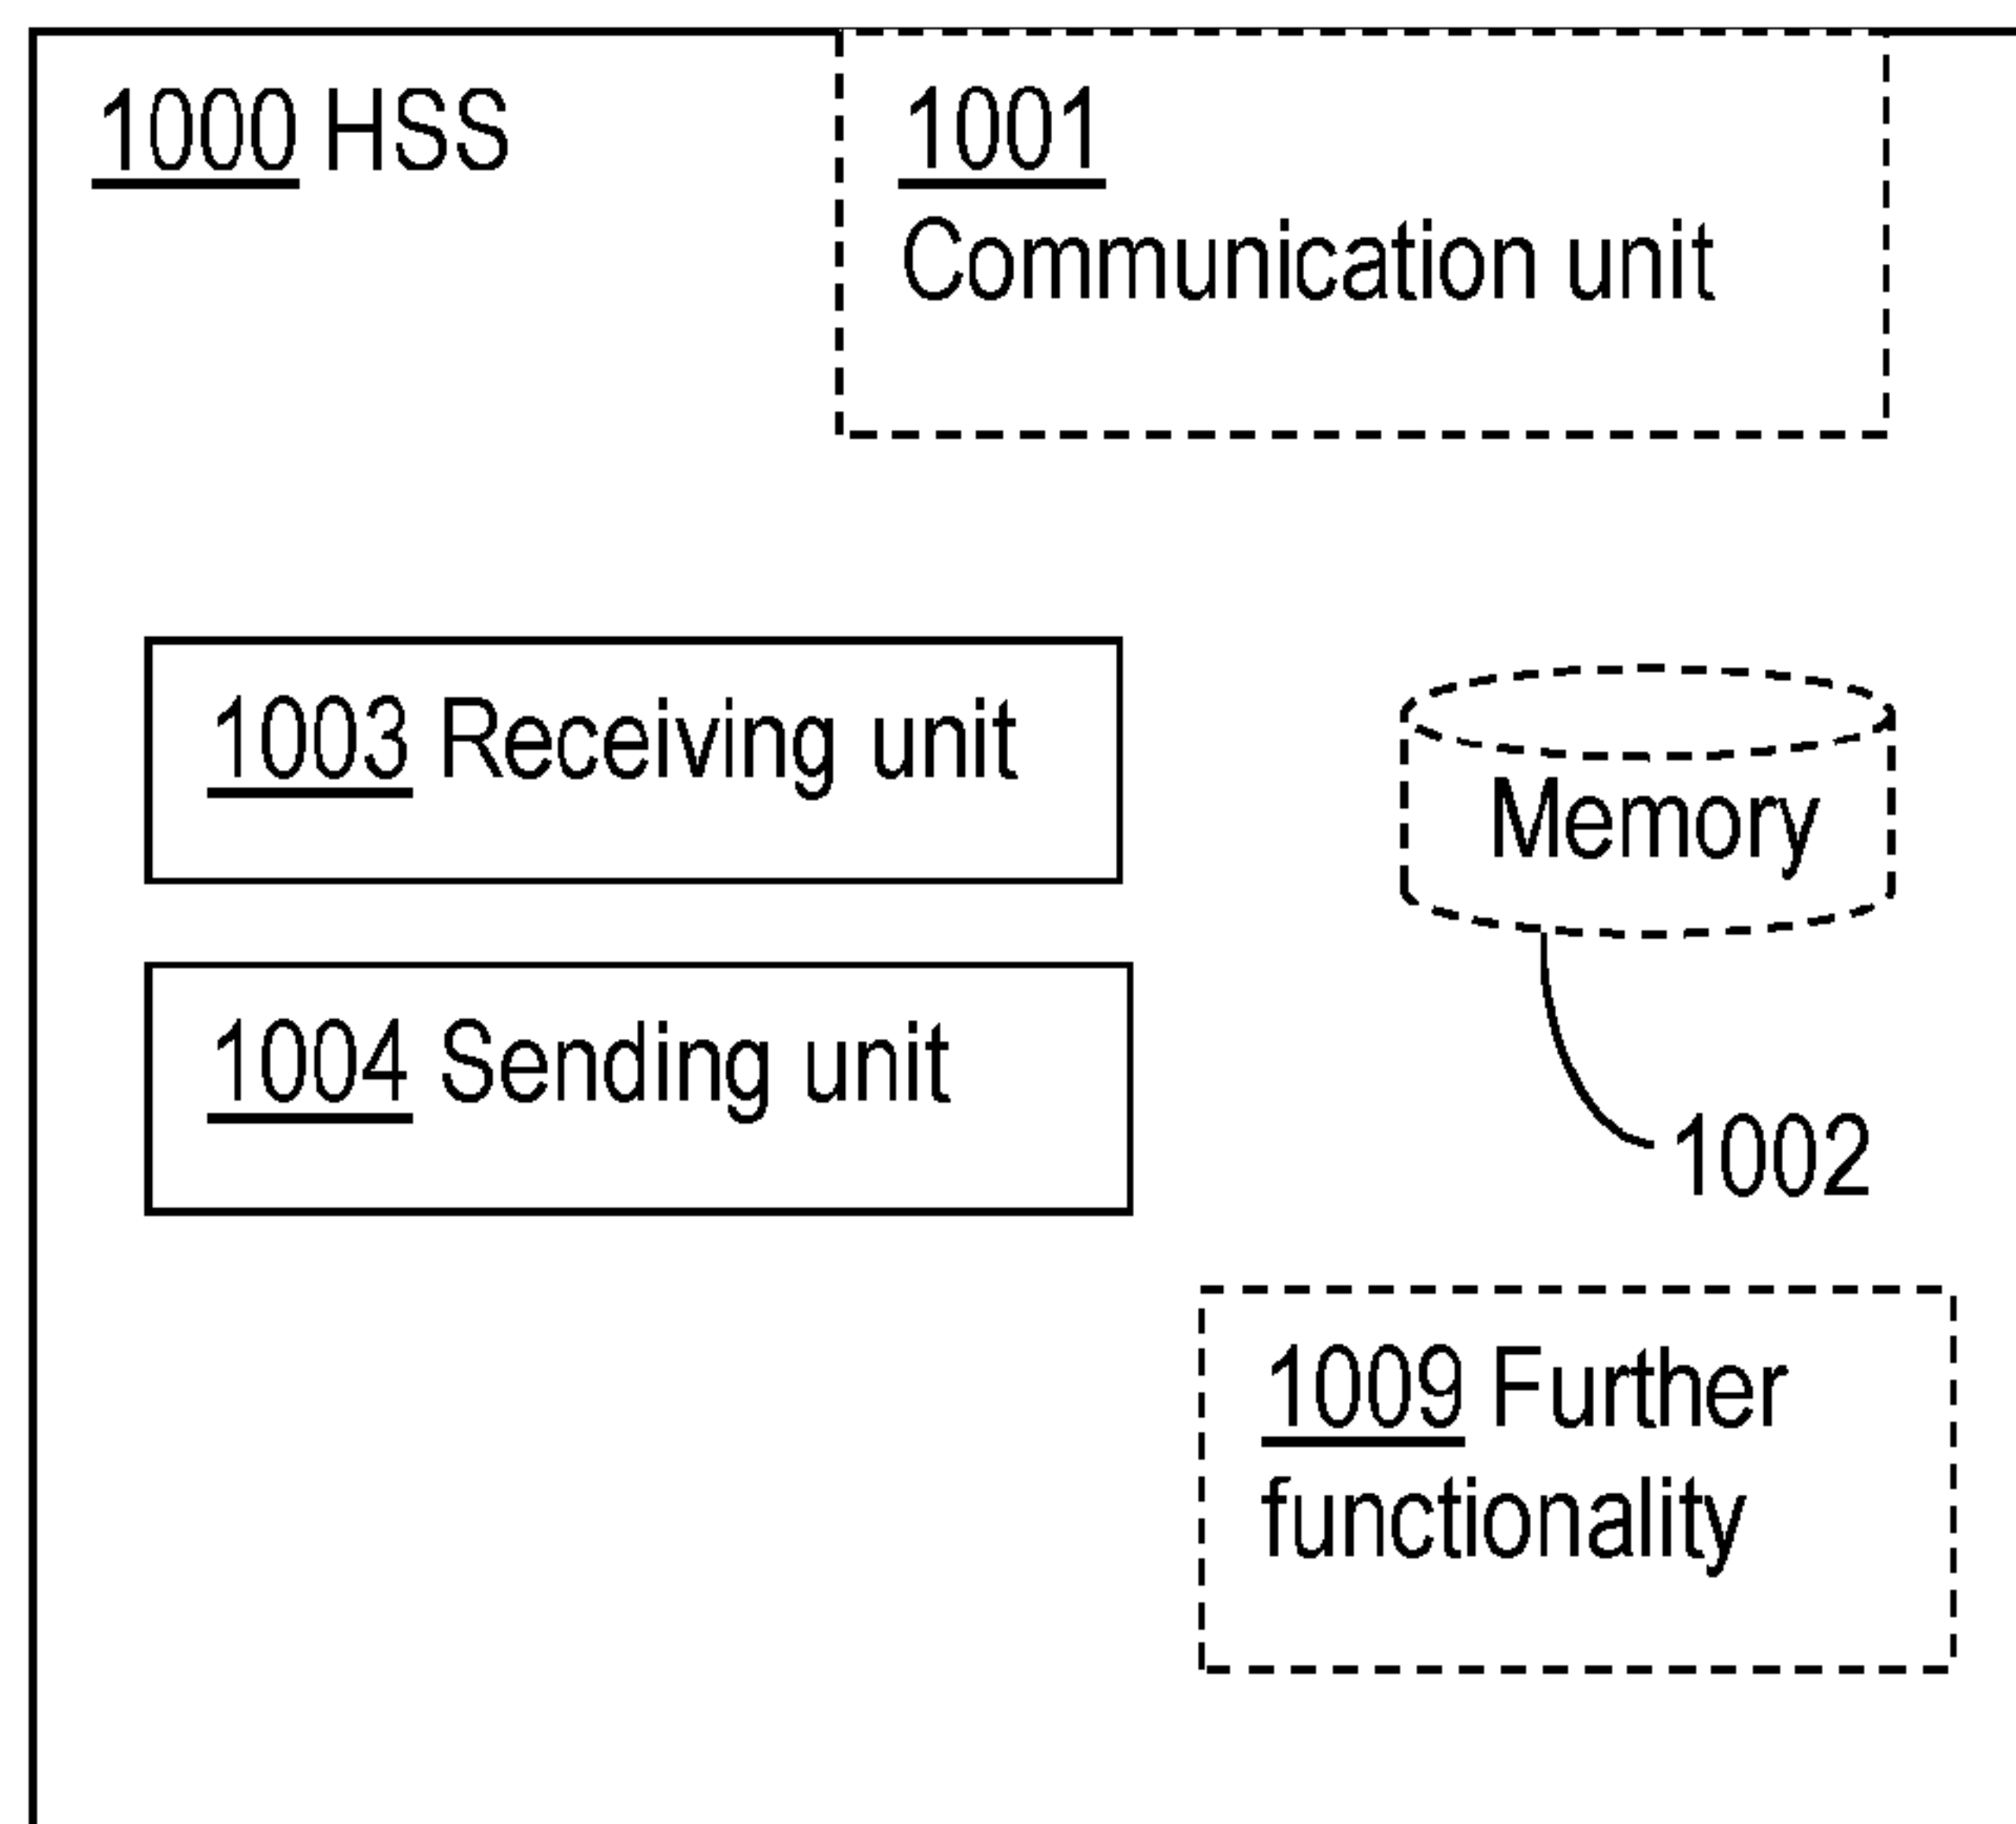 1000 HSS
1001
Communication unit
1003 Receiving unit
Memory
1004 Sending unit
1002
1009 Further
functionality